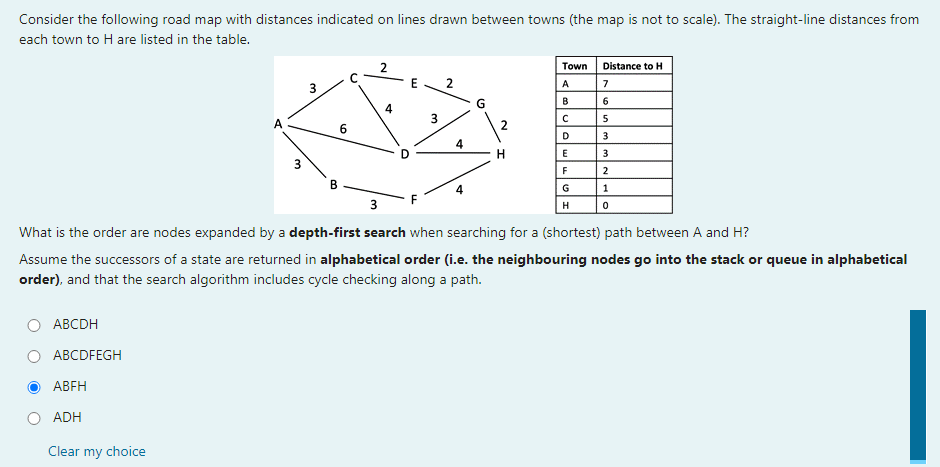 Consider the following road map with distances indicated on lines drawn between towns (the map is not to scale). The straight-line distances from
each town to H are listed in the table.
2
C
E
2
3
G
4
A
6
3
2
4
D
H
3
B
4
F
3
Town Distance to H
A 7
B 6
C 5
D 3
E 3
F 2
G 1
H 0
What is the order are nodes expanded by a depth-first search when searching for a (shortest) path between A and H?
Assume the successors of a state are returned in alphabetical order (i.e. the neighbouring nodes go into the stack or queue in alphabetical
order), and that the search algorithm includes cycle checking along a path.
ABCDH
ABCDFEGH
ABFH
ADH
Clear my choice